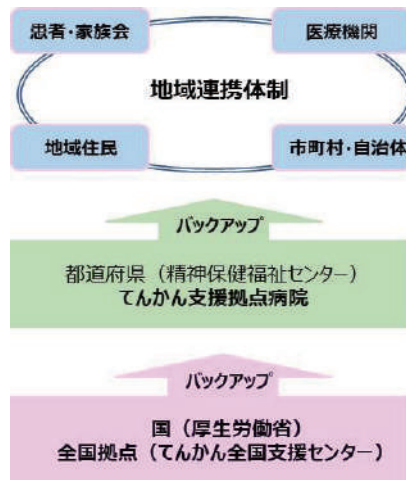 患者・家族会
医療機関
地域連携体制
地域住民
市町村・自治体
バックアップ
都道府県（精神保健福祉センター）
てんかん支援拠点病院
バックアップ
国（厚生労働省）
全国拠点（てんかん全国支援センター）